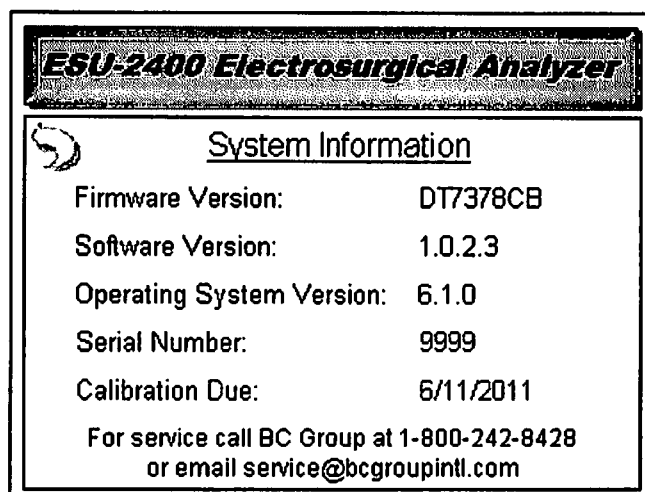 ESU-2400 Electrosurgical Analyzer
System Information
Firmware Version: DT7378CB
Software Version: 1.0.2.3
Operating System Version: 6.1.0
Serial Number: 9999
Calibration Due: 6/11/2011
For service call BC Group at 1-800-242-8428
or email service@bcgroupintl.com